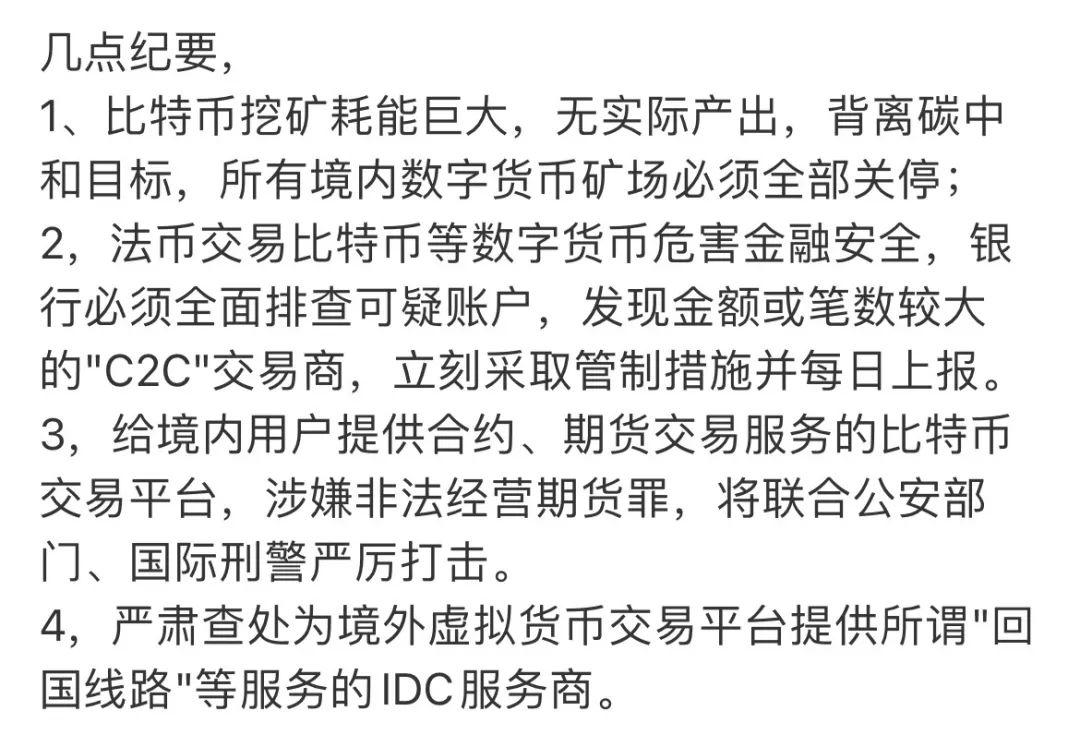 几点纪要，
1、比特币挖矿耗能巨大，无实际产出，背离碳中
和目标，所有境内数字货币矿场必须全部关停；
2，法币交易比特币等数字货币危害金融安全，银
行必须全面排查可疑账户，发现金额或笔数较大
的"C2C"交易商，立刻采取管制措施并每日上报。
3，给境内用户提供合约、期货交易服务的比特币
交易平台，涉嫌非法经营期货罪，将联合公安部
门、国际刑警严厉打击。
4，严肃查处为境外虚拟货币交易平台提供所谓"回
国线路"等服务的IDC服务商。